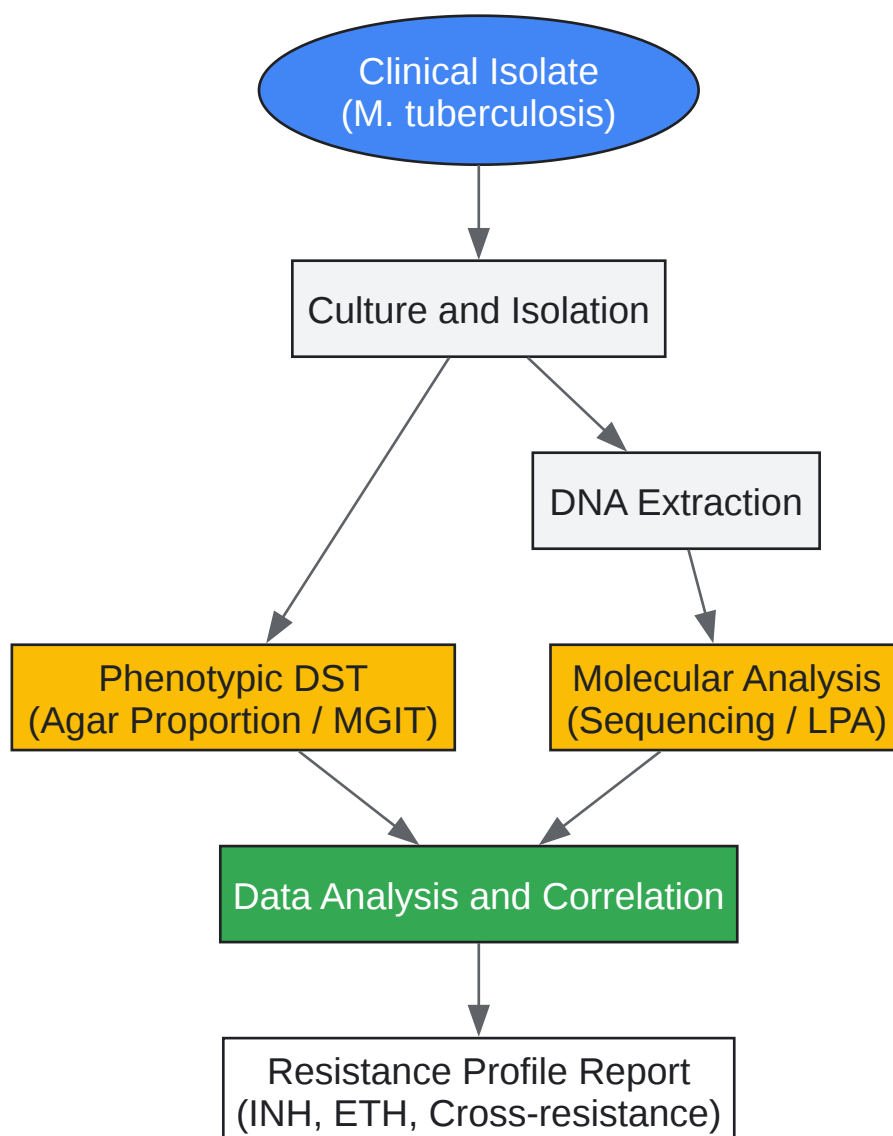 Clinical Isolate
(M. tuberculosis)
Culture and Isolation
DNA Extraction
Phenotypic DST
(Agar Proportion / MGIT)
Molecular Analysis
(Sequencing / LPA)
Data Analysis and Correlation
Resistance Profile Report
(INH, ETH, Cross-resistance)